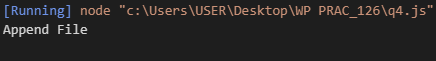 [Running] node "c:\Users\USER\Desktop\WP PRAC_126\q4.js"
Append File